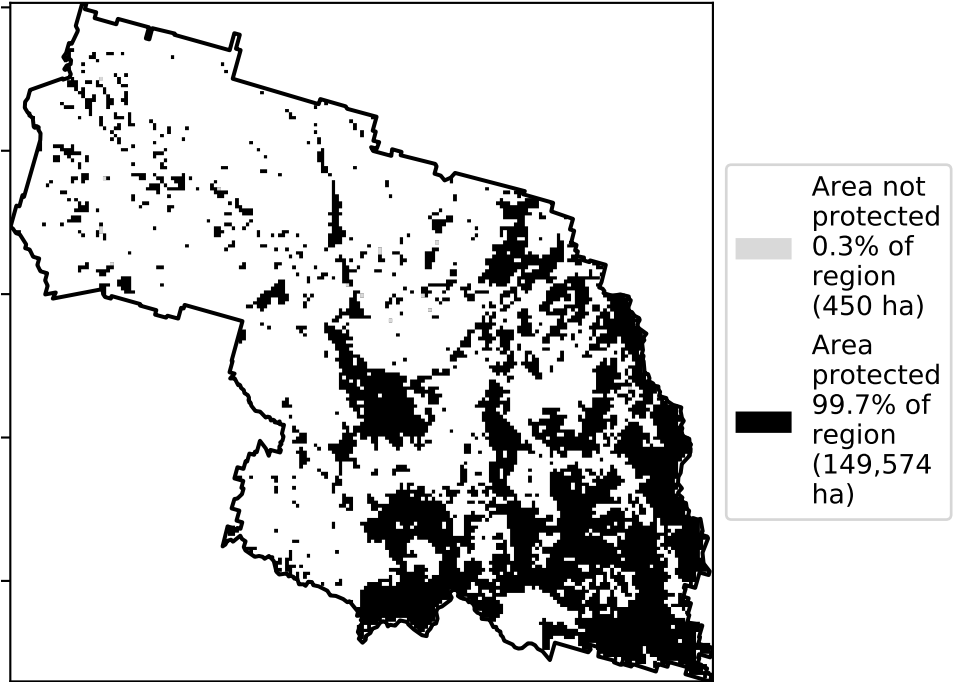 Area not
protected
0.3% of
region
(450 ha)
Area
protected
99.7% of
region
(149,574
ha)